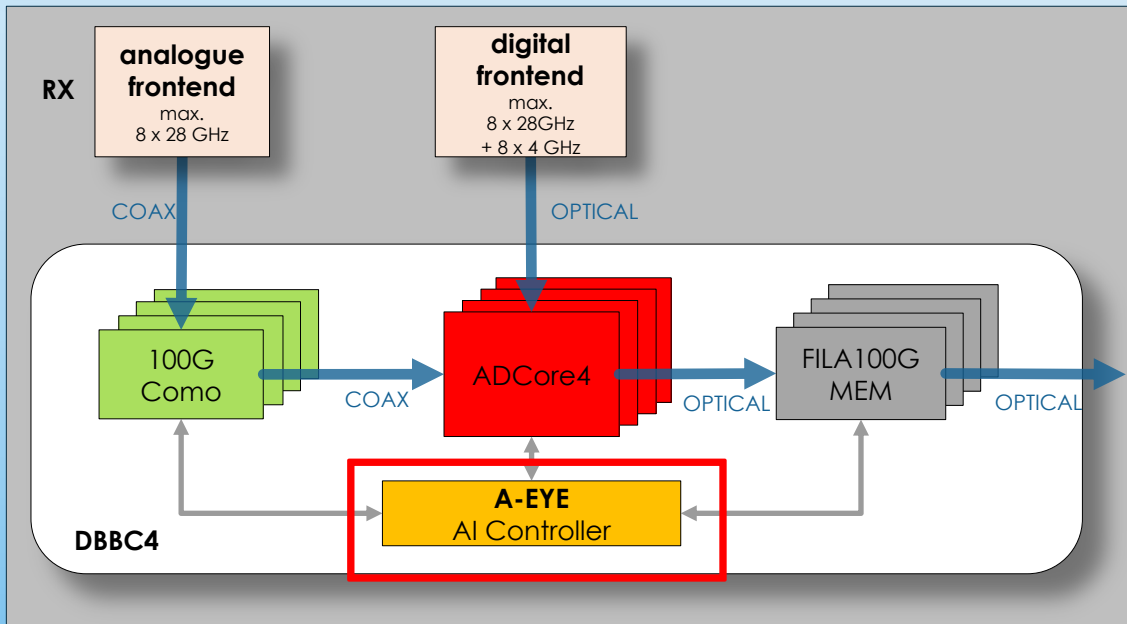 analogue
frontend
max.
8 x 28 GHz
digital
frontend
max.
8 x 28GHz
+ 8 x 4 GHz
RX
COAX
OPTICAL
100G
Como
COAX
ADCore4
OPTICAL
FILA100G
MEM
OPTICAL
A-EYE
AI Controller
DBBC4